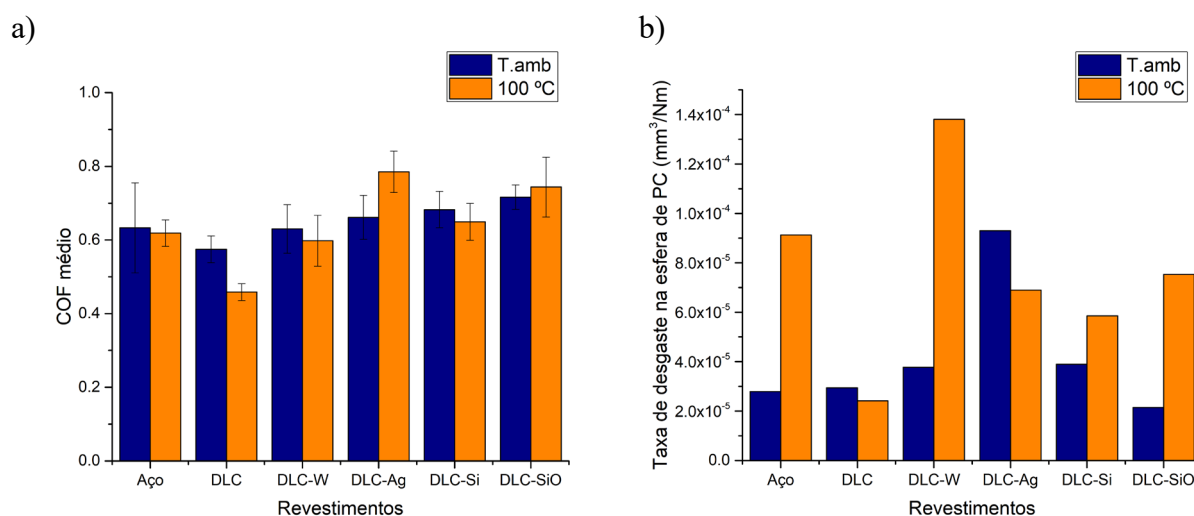 a)
T.amb
100 ºC
1.0
0.8
0.6
0.4
0.2
0.0
COF médio
Aço DLC DLC-W DLC-Ag DLC-Si DLC-SiO
Revestimentos
b)
T.amb
100 ºC
1.4x10⁻⁴
1.2x10⁻⁴
1.0x10⁻⁴
8.0x10⁻⁵
6.0x10⁻⁵
4.0x10⁻⁵
2.0x10⁻⁵
0.0
Taxa de desgaste na esfera de PC (mm³/Nm)
Aço DLC DLC-W DLC-Ag DLC-Si DLC-SiO
Revestimentos